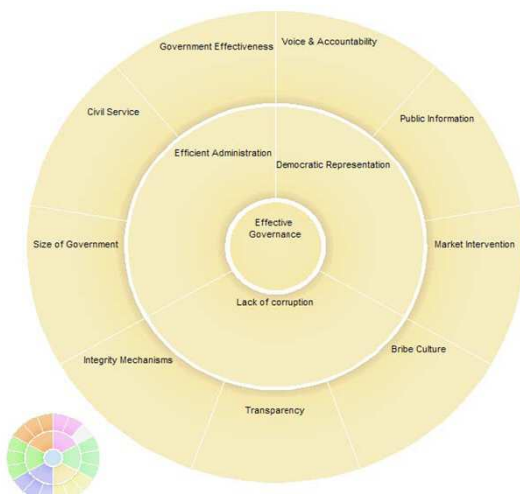 Government Effectiveness
Voice & Accountability
Civil Service
Public Information
Efficient Administration
Democratic Representation
Effective
Governance
Size of Government
Market Intervention
Lack of corruption
Integrity Mechanisms
Bribe Culture
Transparency